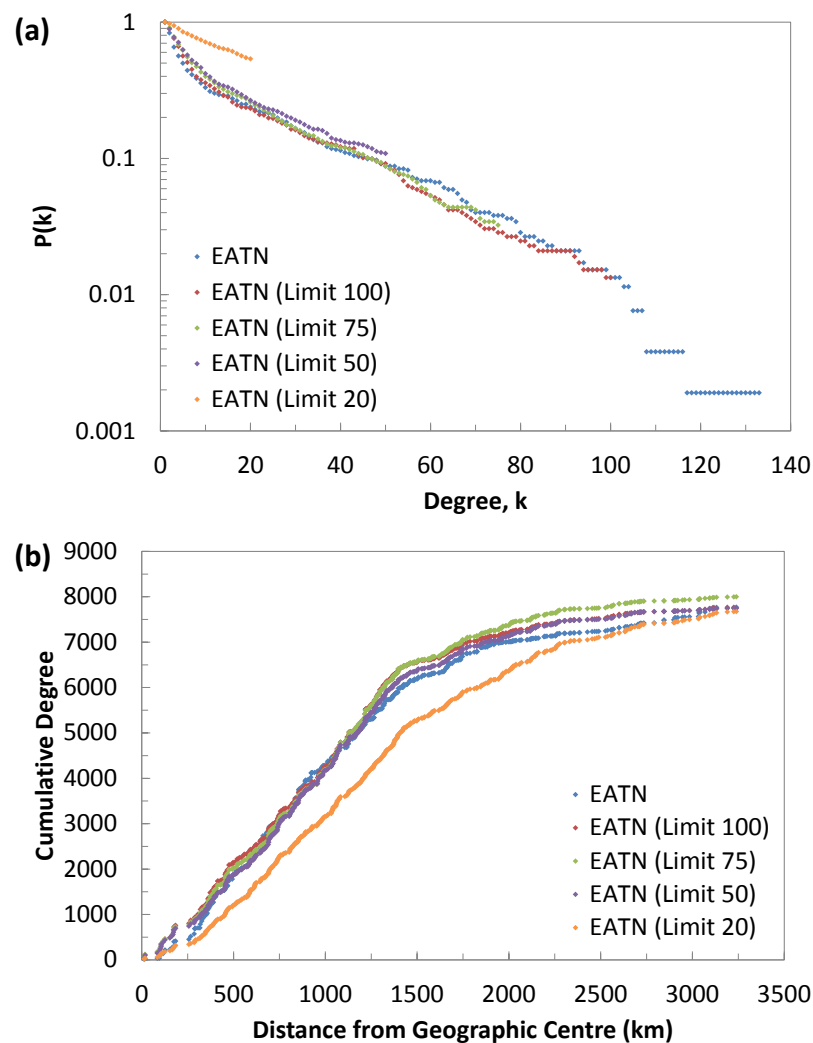 (a)
P(k)
1
0.1
0.01
0.001
EATN
EATN (Limit 100)
EATN (Limit 75)
EATN (Limit 50)
EATN (Limit 20)
0 20 40 60 80 100 120 140
Degree, k
(b)
Cumulative Degree
9000
8000
7000
6000
5000
4000
3000
2000
1000
0
EATN
EATN (Limit 100)
EATN (Limit 75)
EATN (Limit 50)
EATN (Limit 20)
0 500 1000 1500 2000 2500 3000 3500
Distance from Geographic Centre (km)